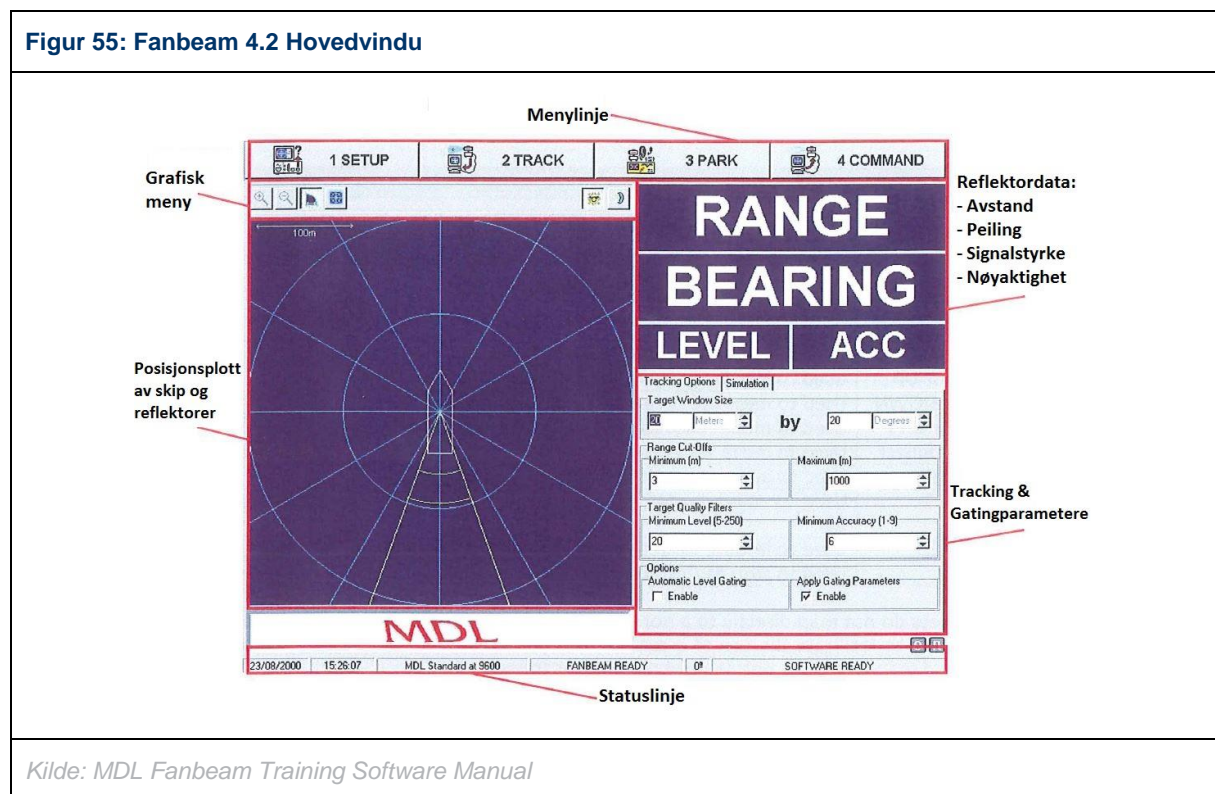 Figur 55: Fanbeam 4.2 Hovedvindu
Menylinje
1 SETUP
2 TRACK
3 PARK
4 COMMAND
Grafisk
meny
100m
RANGE
BEARING
LEVEL
ACC
Reflektordata:
- Avstand
- Peiling
- Signalstyrke
- Nøyaktighet
Posisjonsplott
av skip og
reflektorer
Tracking Options
Simulation
Target Window Size
20 Meters by 20 Degrees
Range Cut-Offs
Minimum (m)
Maximum (m)
3
1000
Target Quality Filters
Minimum Level (5-250)
Minimum Accuracy (1-9)
20
6
Options
Automatic Level Gating
Apply Gating Parameters
Enable
Enable
Tracking &
Gatingparametere
MDL
23/08/2000 15:26:07 MDL Standard at 9600 FANBEAM READY 0º SOFTWARE READY
Statuslinje
Kilde: MDL Fanbeam Training Software Manual